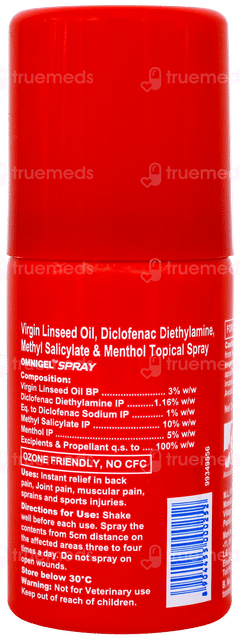 truemeds
truemeds
truemeds
truemeds
Virgin Linseed Oil, Diclofenac Diethylamine,
Methyl Salicylate & Menthol Topical Spray
OMNIGEL SPRAY
Composition:
Virgin Linseed Oil BP ........ 3% w/w
Diclofenac Diethylamine IP .. 1.16% w/w
Eq. to Diclofenac Sodium IP .... 1% w/w
Methyl Salicylate IP ........ 10% w/w
Menthol IP ........ 5% w/w
Excipients & Propellant q.s. to .... 100% w/w
OZONE FRIENDLY, NO CFC
Uses: Instant relief in back
pain, Joint pain, muscular pain,
sprains and sports injuries.
Directions for Use: Shake
well before each use. Spray the
contents from 5cm distance on
the affected areas three to four
times a day. Do not spray on
open wounds.
Store below 30°C
Warning: Not for Veterinary use
Keep out of reach of children.
99349556